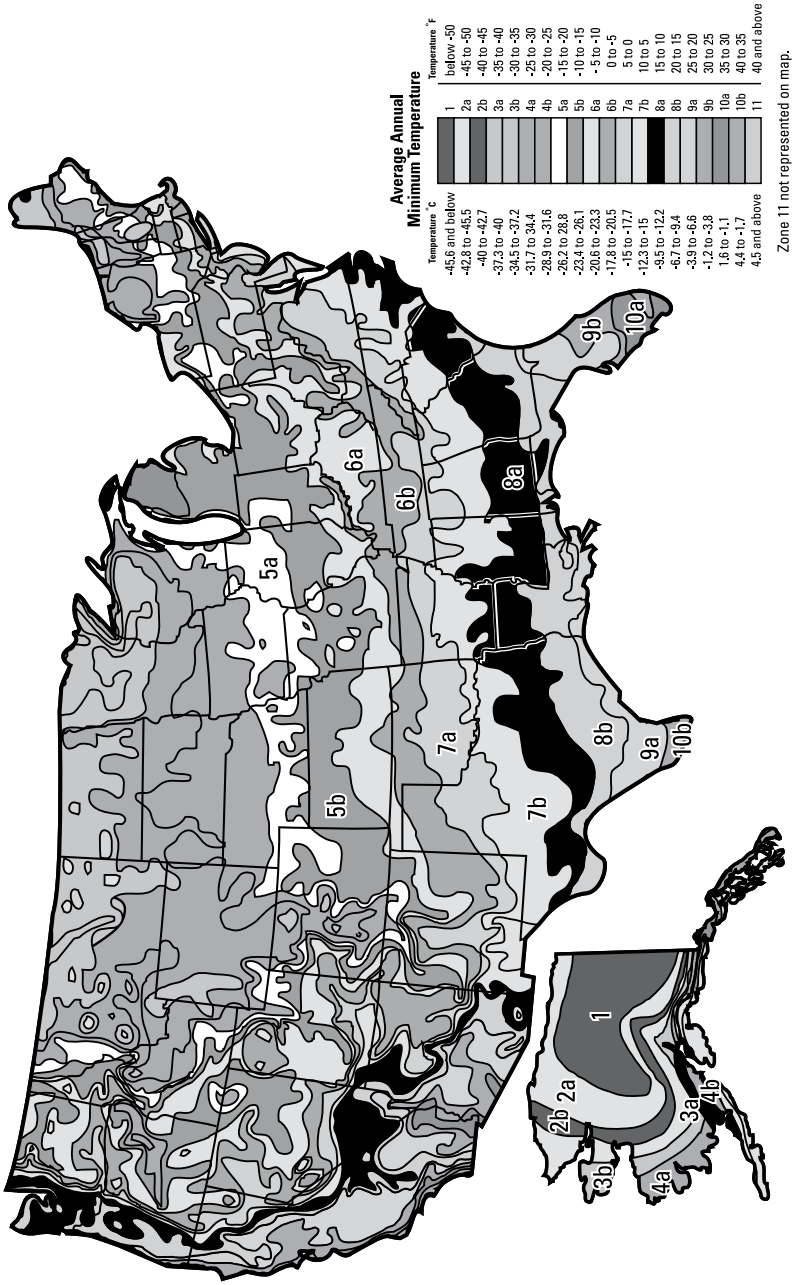 Average Annual
Minimum Temperature
Temperature °C Temperature °F
-45.6 and below 1 below -50
-42.8 to -45.5 2a -45 to -50
-40 to -42.7 2b -40 to -45
-37.3 to -40 3a -35 to -40
-34.5 to -37.2 3b -30 to -35
-31.7 to 34.4 4a -25 to -30
-28.9 to -31.6 4b -20 to -25
-26.2 to 28.8 5a -15 to -20
-23.4 to -26.1 5b -10 to -15
-20.6 to -23.3 6a - 5 to -10
-17.8 to -20.5 6b 0 to -5
-15 to -17.7 7a 5 to 0
-12.3 to -15 7b 10 to 5
-9.5 to -12.2 8a 15 to 10
-6.7 to -9.4 8b 20 to 15
-3.9 to -6.6 9a 25 to 20
-1.2 to -3.8 9b 30 to 25
1.6 to -1.1 10a 35 to 30
4.4 to -1.7 10b 40 to 35
4.5 and above 11 40 and above
Zone 11 not represented on map.
5a
6a
5b
6b
7a
8a
7b
8b
9a
10b
9b
10a
1
2a
2b
3b
4a
3a
4b